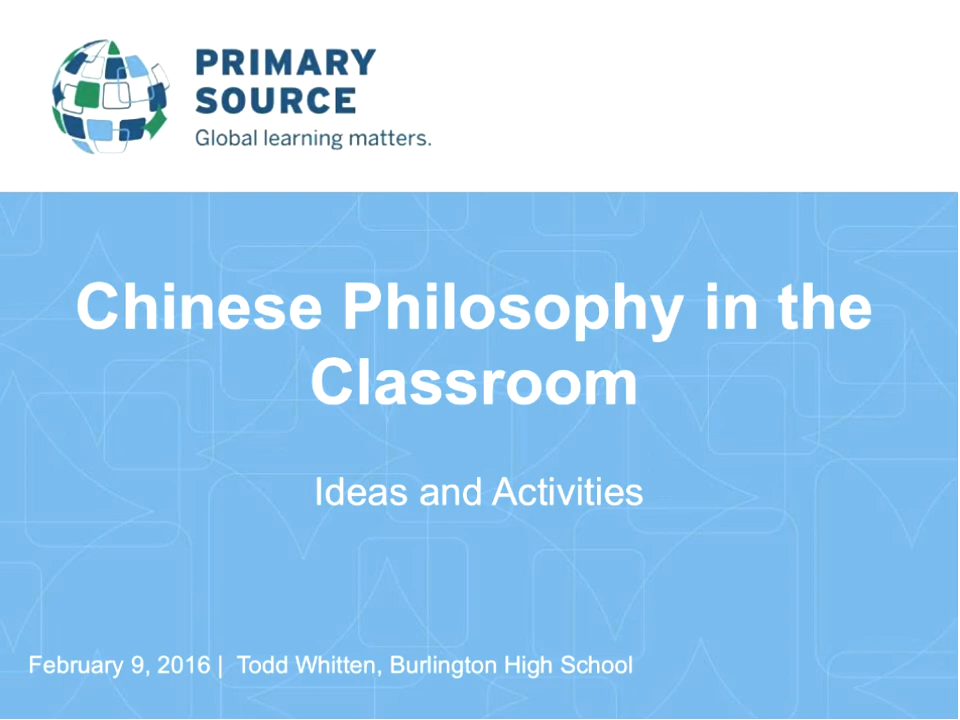 PRIMARY
SOURCE
Global learning matters.
Chinese Philosophy in the
Classroom
Ideas and Activities
February 9, 2016 | Todd Whitten, Burlington High School